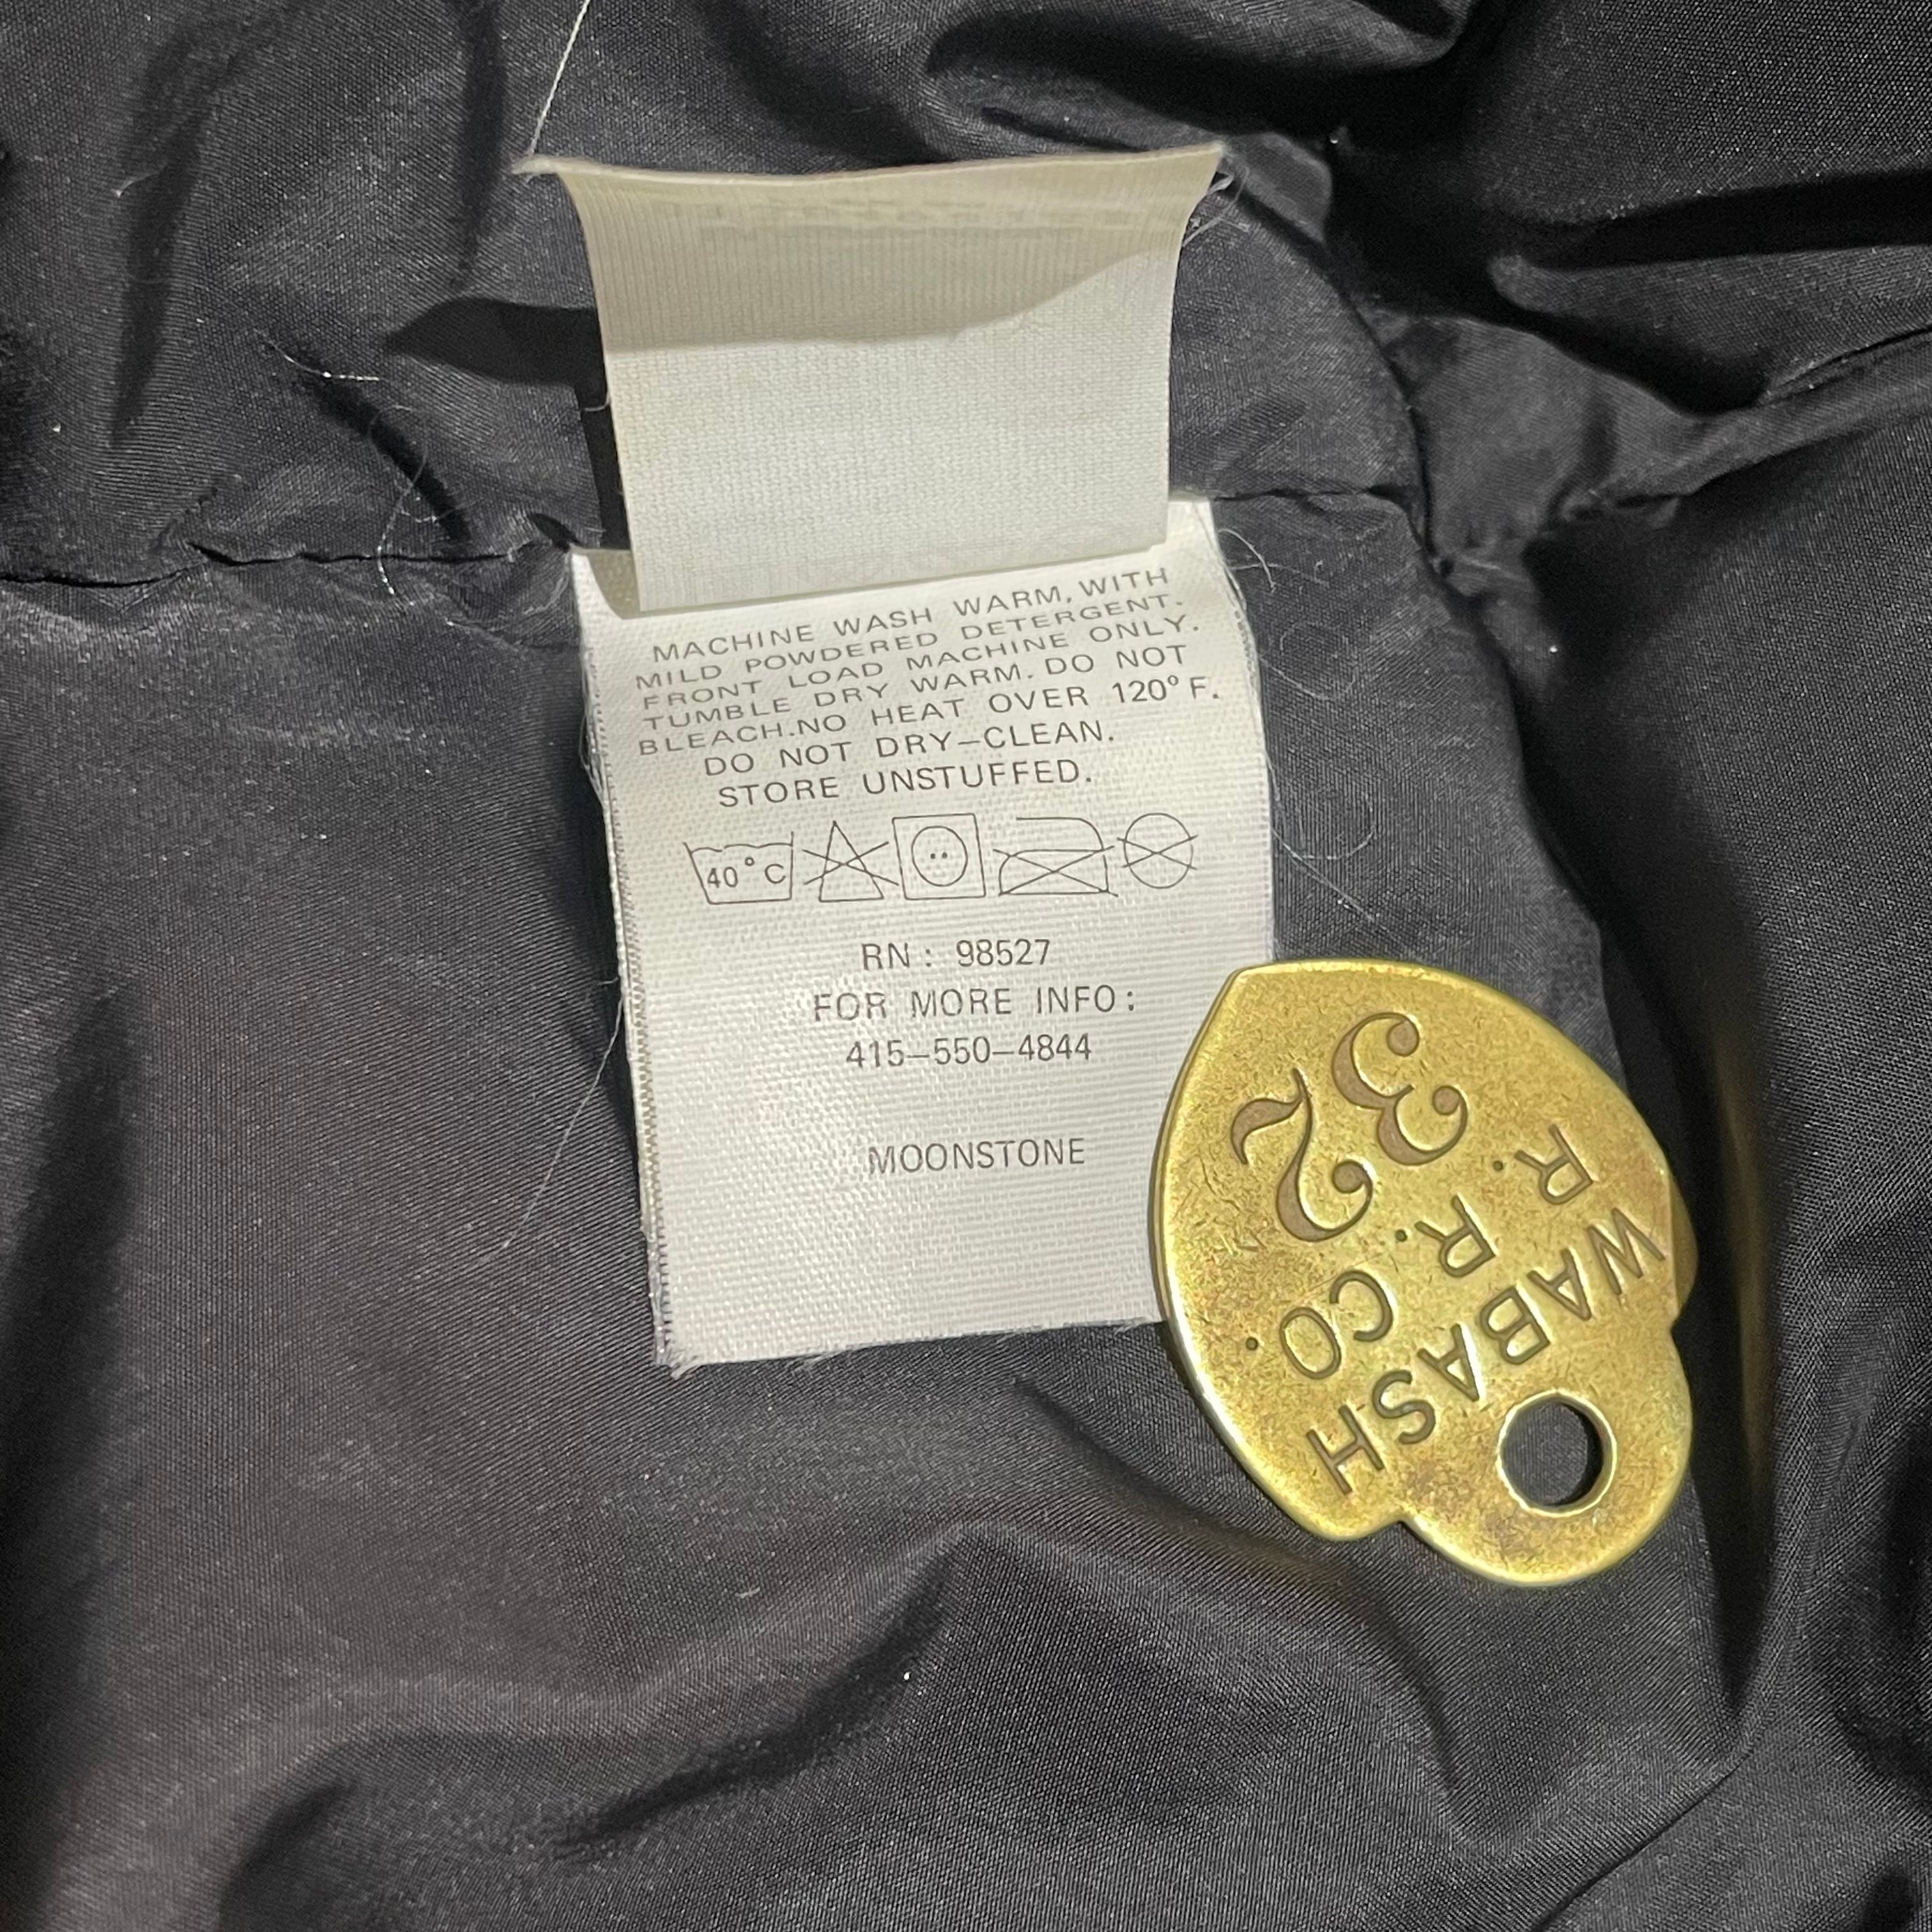 MACHINE WASH WARM, WITH
MILD POWDERED DETERGENT.
FRONT LOAD MACHINE ONLY.
TUMBLE DRY WARM. DO NOT
BLEACH.NO HEAT OVER 120° F.
DO NOT DRY-CLEAN.
STORE UNSTUFFED.
40°C
RN : 98527
FOR MORE INFO :
415-550-4844
MOONSTONE
WABASH
R. R. CO.
32